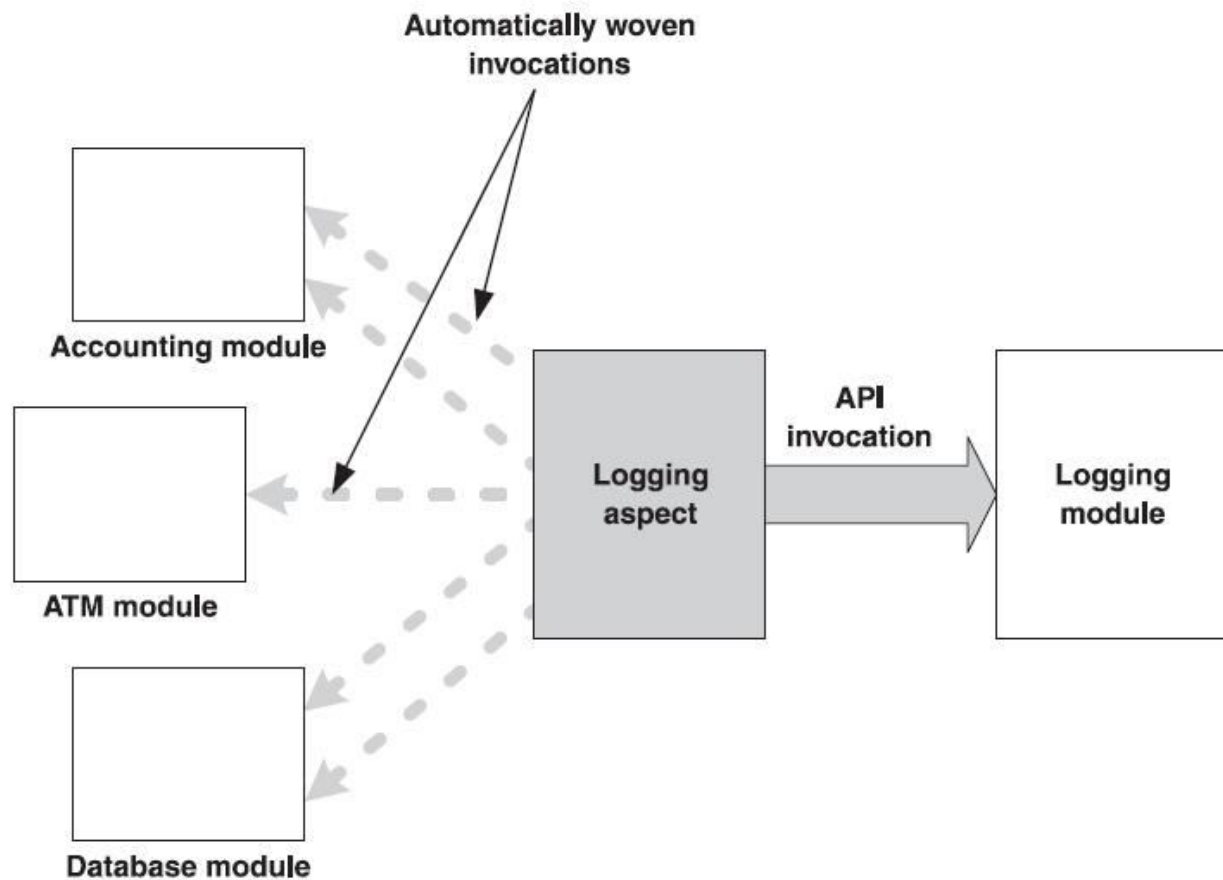 Automatically woven
invocations
Accounting module
API
invocation
Logging
aspect
Logging
module
ATM module
Database module